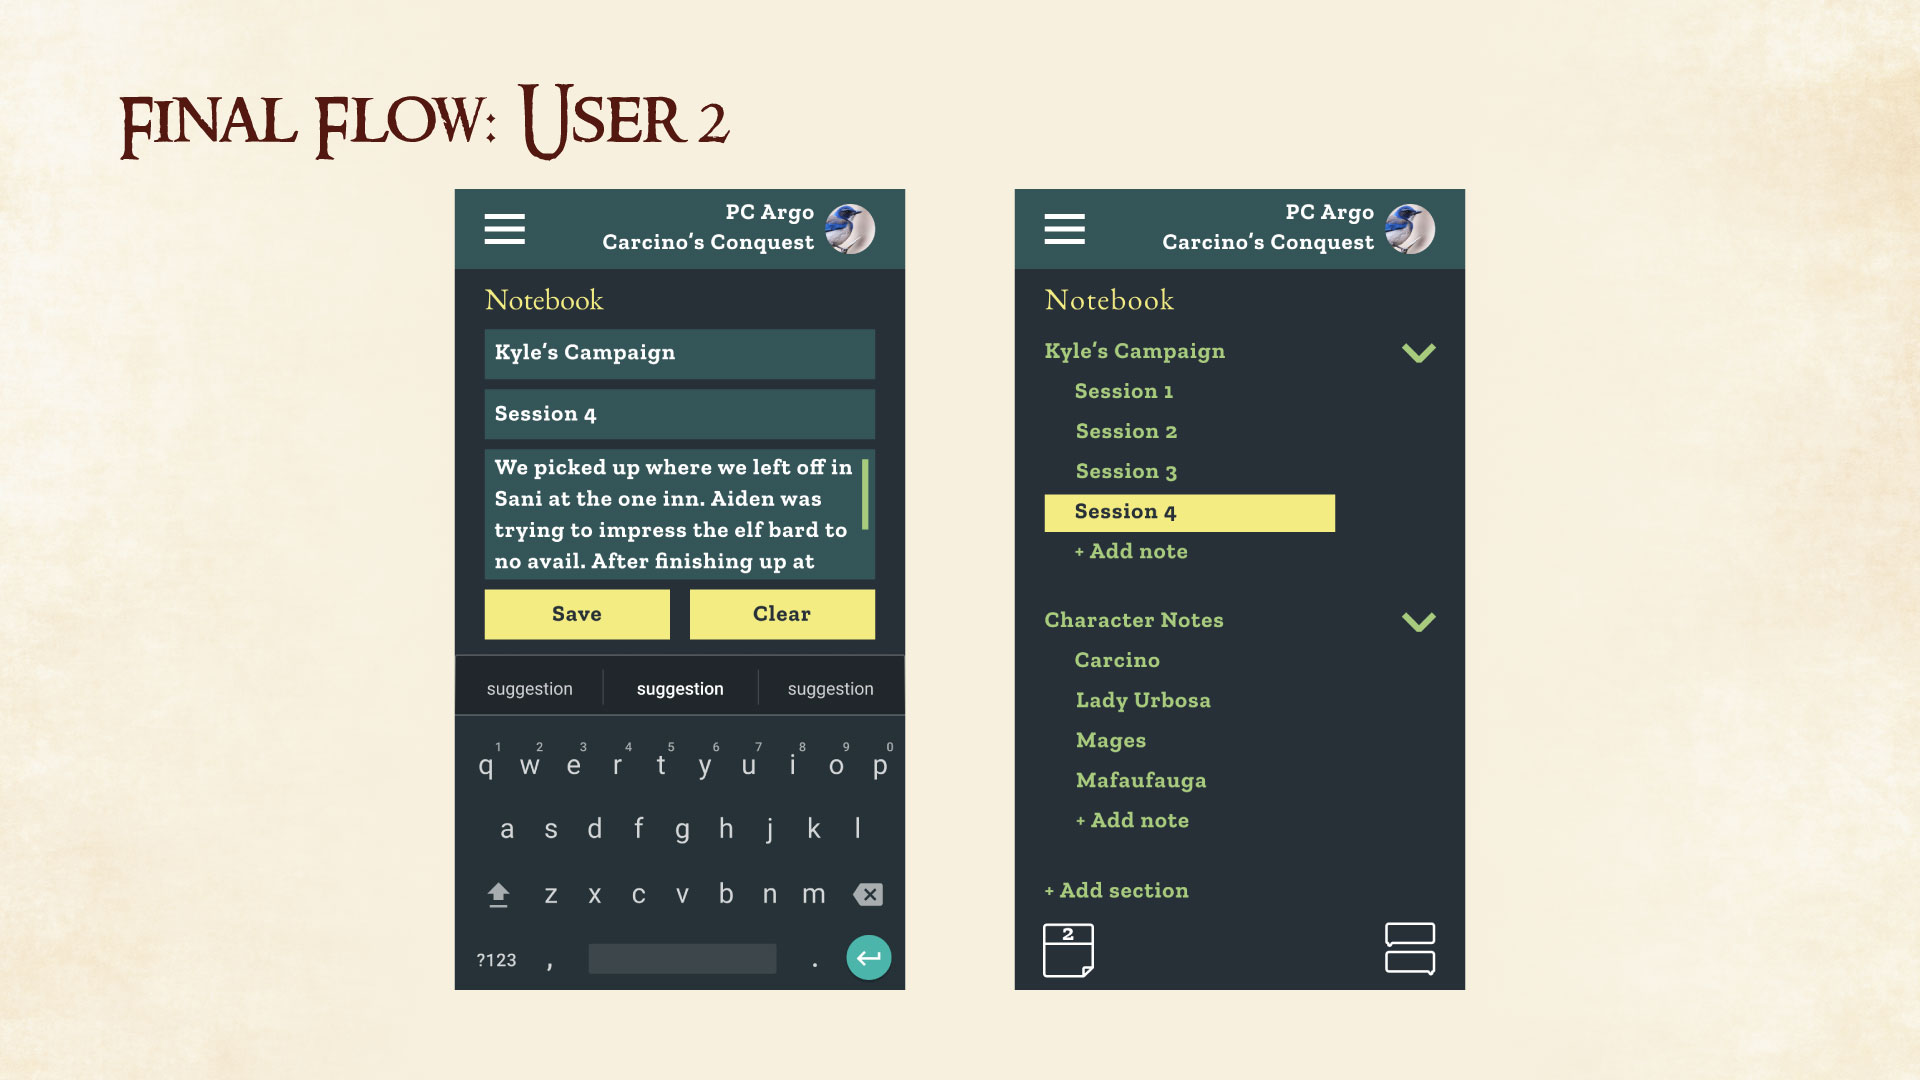 Final Flow: User 2
PC Argo
Carcino's Conquest
Notebook
Kyle's Campaign
Session 4
We picked up where we left off in
Sani at the one inn. Aiden was
trying to impress the elf bard to
no avail. After finishing up at
Save Clear
suggestion suggestion suggestion
1 2 3 4 5 6 7 8 9 0
q w e r t y u i o p
a s d f g h j k l
z x c v b n m
?123 , .
PC Argo
Carcino's Conquest
Notebook
Kyle's Campaign
Session 1
Session 2
Session 3
Session 4
+ Add note
Character Notes
Carcino
Lady Urbosa
Mages
Mafaufauga
+ Add note
+ Add section
2